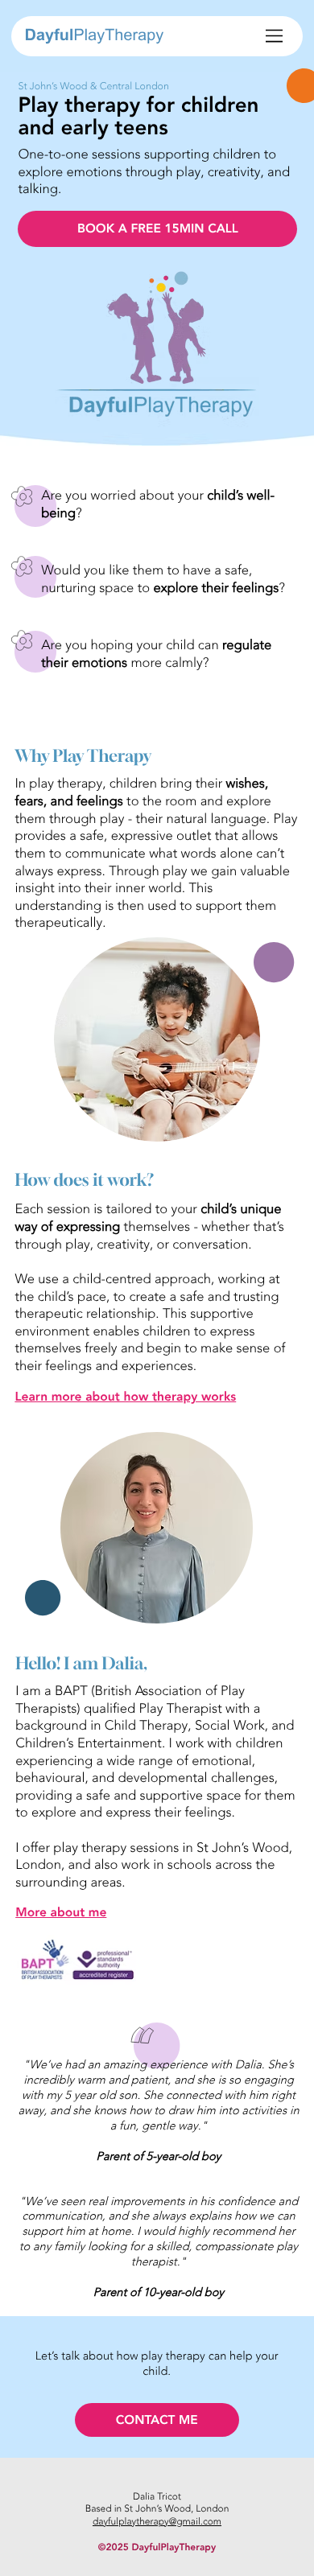 DayfulPlayTherapy
St John's Wood & Central London
Play therapy for children
and early teens
One-to-one sessions supporting children to
explore emotions through play, creativity, and
talking.
BOOK A FREE 15MIN CALL
DayfulPlayTherapy
Are you worried about your child's well-
being?
Would you like them to have a safe,
nurturing space to explore their feelings?
Are you hoping your child can regulate
their emotions more calmly?
Why Play Therapy
In play therapy, children bring their wishes,
fears, and feelings to the room and explore
them through play - their natural language. Play
provides a safe, expressive outlet that allows
them to communicate what words alone can't
always express. Through play we gain valuable
insight into their inner world. This
understanding is then used to support them
therapeutically.
How does it work?
Each session is tailored to your child's unique
way of expressing themselves - whether that's
through play, creativity, or conversation.
We use a child-centred approach, working at
the child's pace, to create a safe and trusting
therapeutic relationship. This supportive
environment enables children to express
themselves freely and begin to make sense of
their feelings and experiences.
Learn more about how therapy works
Hello! I am Dalia,
I am a BAPT (British Association of Play
Therapists) qualified Play Therapist with a
background in Child Therapy, Social Work, and
Children's Entertainment. I work with children
experiencing a wide range of emotional,
behavioural, and developmental challenges,
providing a safe and supportive space for them
to explore and express their feelings.
I offer play therapy sessions in St John's Wood,
London, and also work in schools across the
surrounding areas.
More about me
BAPT
BRITISH ASSOCIATION
OF PLAY THERAPISTS
professional
standards
authority
accredited register
"We've had an amazing experience with Dalia. She's
incredibly warm and patient, and she is so engaging
with my 5 year old son. She connected with him right
away, and she knows how to draw him into activities in
a fun, gentle way."
Parent of 5-year-old boy
"We've seen real improvements in his confidence and
communication, and she always explains how we can
support him at home. I would highly recommend her
to any family looking for a skilled, compassionate play
therapist."
Parent of 10-year-old boy
Let's talk about how play therapy can help your
child.
CONTACT ME
Dalia Tricot
Based in St John's Wood, London
dayfulplaytherapy@gmail.com
©2025 DayfulPlayTherapy